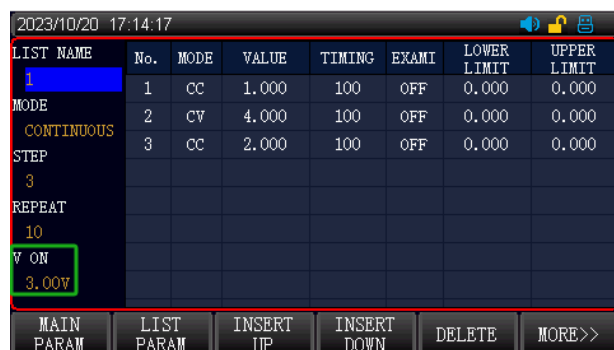 2023/10/20 17:14:17
LIST NAME
1
MODE
CONTINUOUS
STEP
3
REPEAT
10
V ON
3.00V
No. MODE VALUE TIMING EXAMI LOWER LIMIT UPPER LIMIT
1 CC 1.000 100 OFF 0.000 0.000
2 CV 4.000 100 OFF 0.000 0.000
3 CC 2.000 100 OFF 0.000 0.000
MAIN PARAM LIST PARAM INSERT UP INSERT DOWN DELETE MORE>>